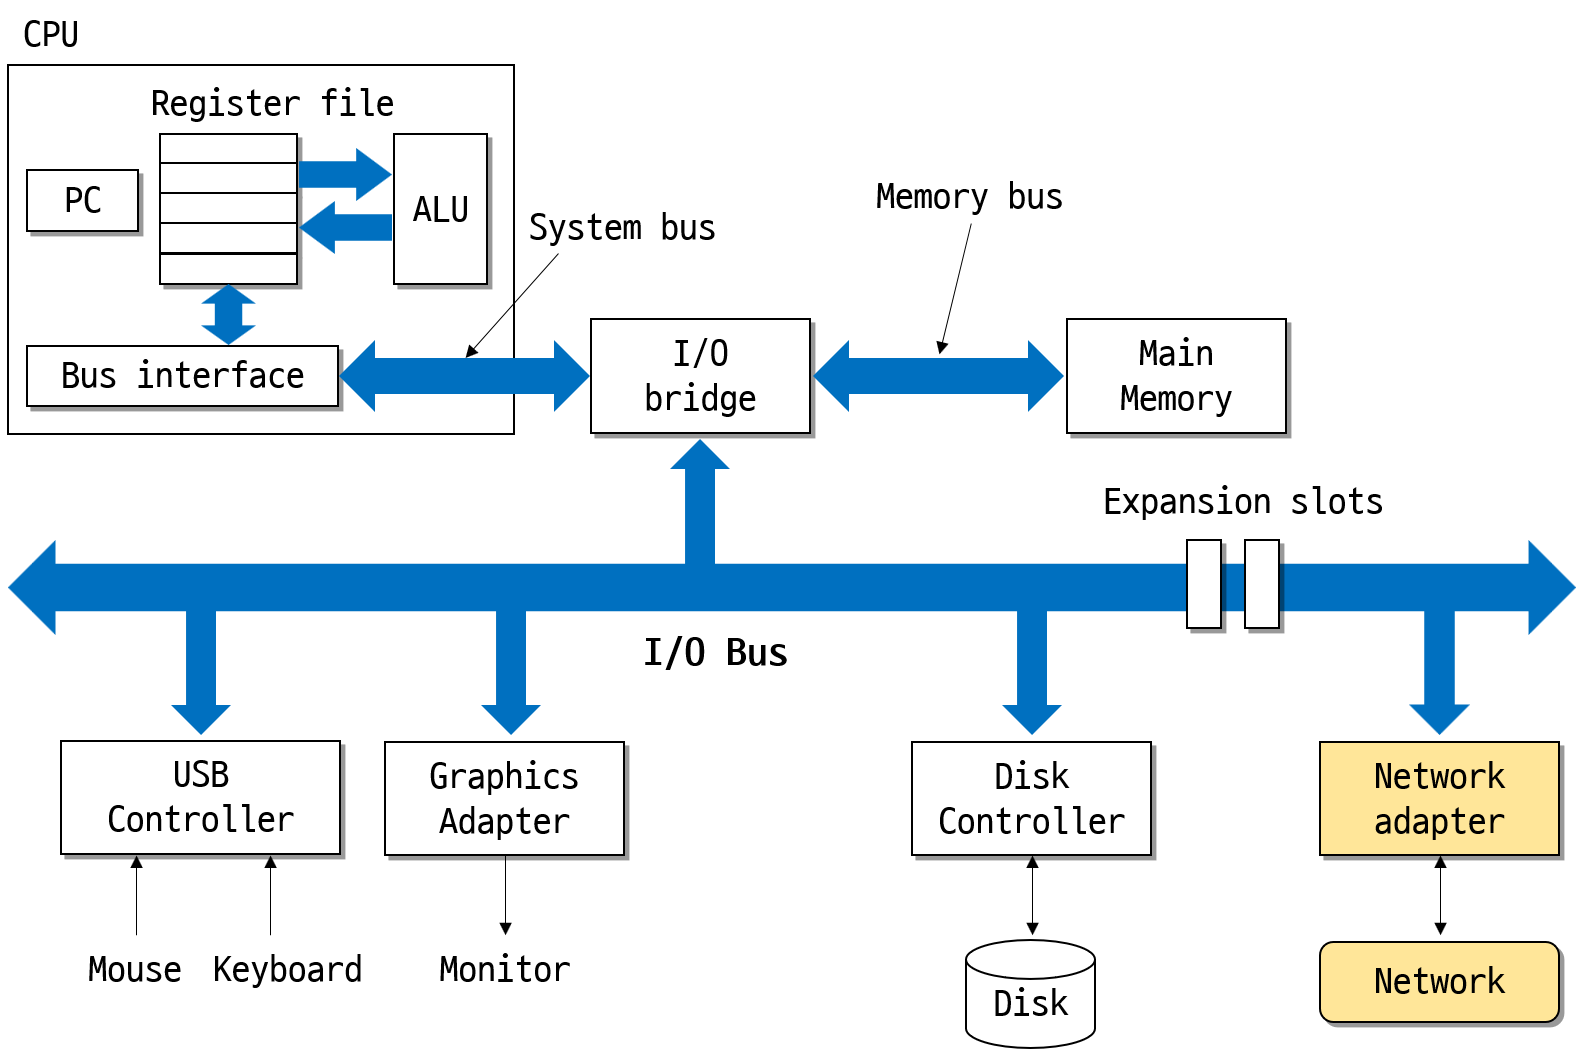 CPU
Register file
PC
ALU
System bus
Memory bus
Bus interface
I/O
bridge
Main
Memory
Expansion slots
I/O Bus
USB
Controller
Graphics
Adapter
Disk
Controller
Network
adapter
Mouse
Keyboard
Monitor
Disk
Network